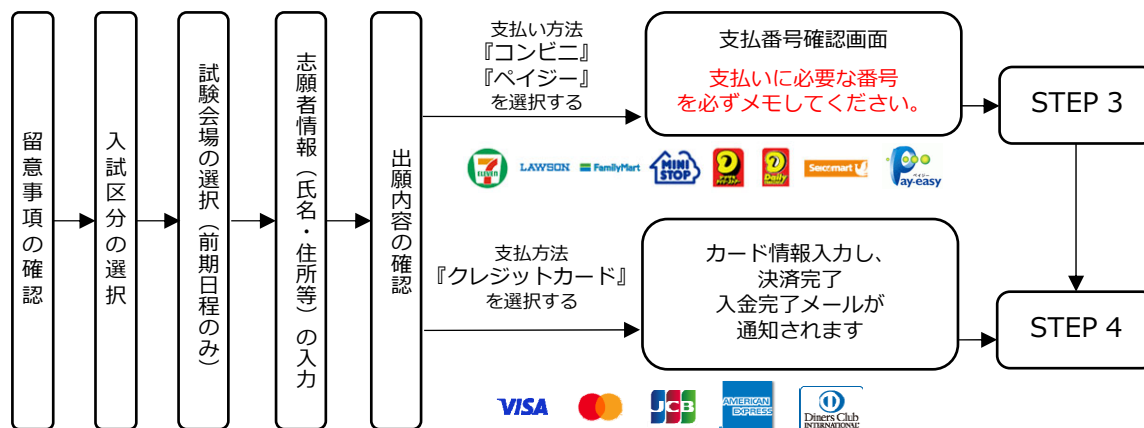 留意事項の確認
入試区分の選択
試験会場の選択（前期日程のみ）
志願者情報（氏名・住所等）の入力
出願内容の確認
支払い方法
『コンビニ』
『ペイジー』
を選択する
支払番号確認画面
支払いに必要な番号
を必ずメモしてください。
STEP 3
7
ELEVEN
LAWSON
FamilyMart
MINI
STOP
Daily
Seicomart
ペイジー
Pay-easy
支払方法
『クレジットカード』
を選択する
カード情報入力し、
決済完了
入金完了メールが
通知されます
STEP 4
VISA
JCB
AMERICAN
EXPRESS
Diners Club
INTERNATIONAL